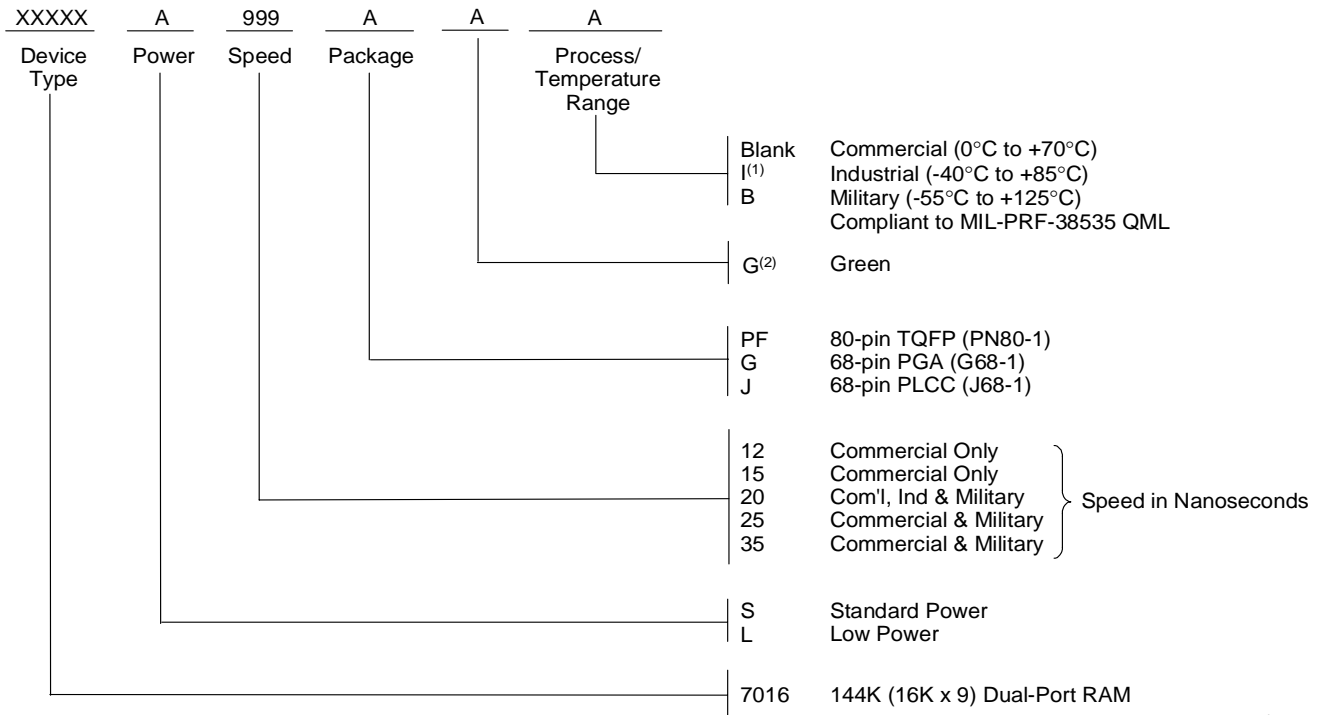 XXXXX A 999 A A A
Device Type Power Speed Package Process/ Temperature Range
Blank Commercial (0°C to +70°C)
I(1) Industrial (-40°C to +85°C)
B Military (-55°C to +125°C)
Compliant to MIL-PRF-38535 QML
G(2) Green
PF 80-pin TQFP (PN80-1)
G 68-pin PGA (G68-1)
J 68-pin PLCC (J68-1)
12 Commercial Only
15 Commercial Only
20 Com'l, Ind & Military
25 Commercial & Military
35 Commercial & Military
Speed in Nanoseconds
S Standard Power
L Low Power
7016 144K (16K x 9) Dual-Port RAM